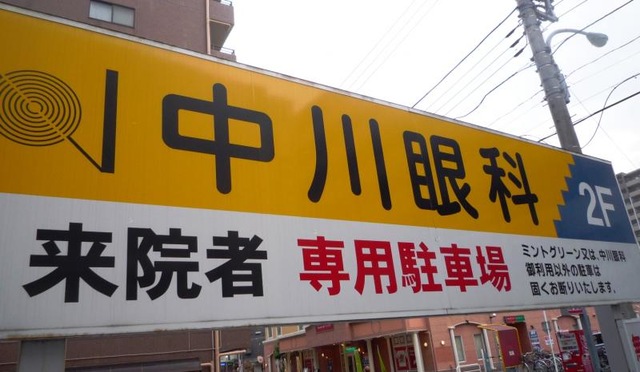 中川眼科
2F
来院者 専用駐車場
ミントグリーン又は、中川眼科
御利用以外の駐車は
固くお断りいたします。